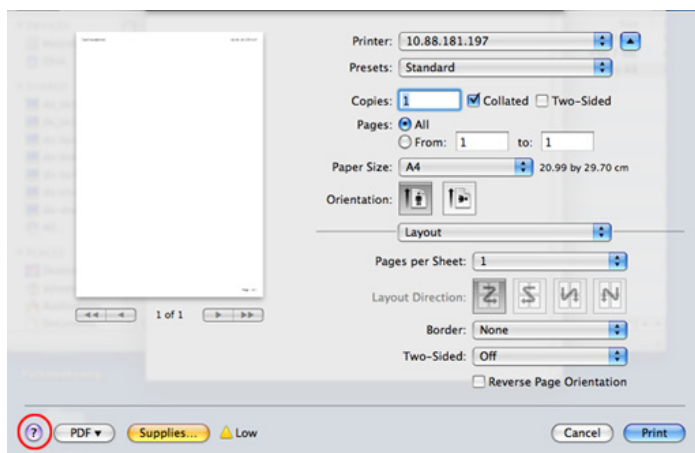 Printer: 10.88.181.197
Presets: Standard
Copies: 1 Collated Two-Sided
Pages: All
From: 1 to: 1
Paper Size: A4 20.99 by 29.70 cm
Orientation:
Layout
Pages per Sheet: 1
Layout Direction:
Border: None
Two-Sided: Off
Reverse Page Orientation
1 of 1
? PDF Supplies... Low Cancel Print